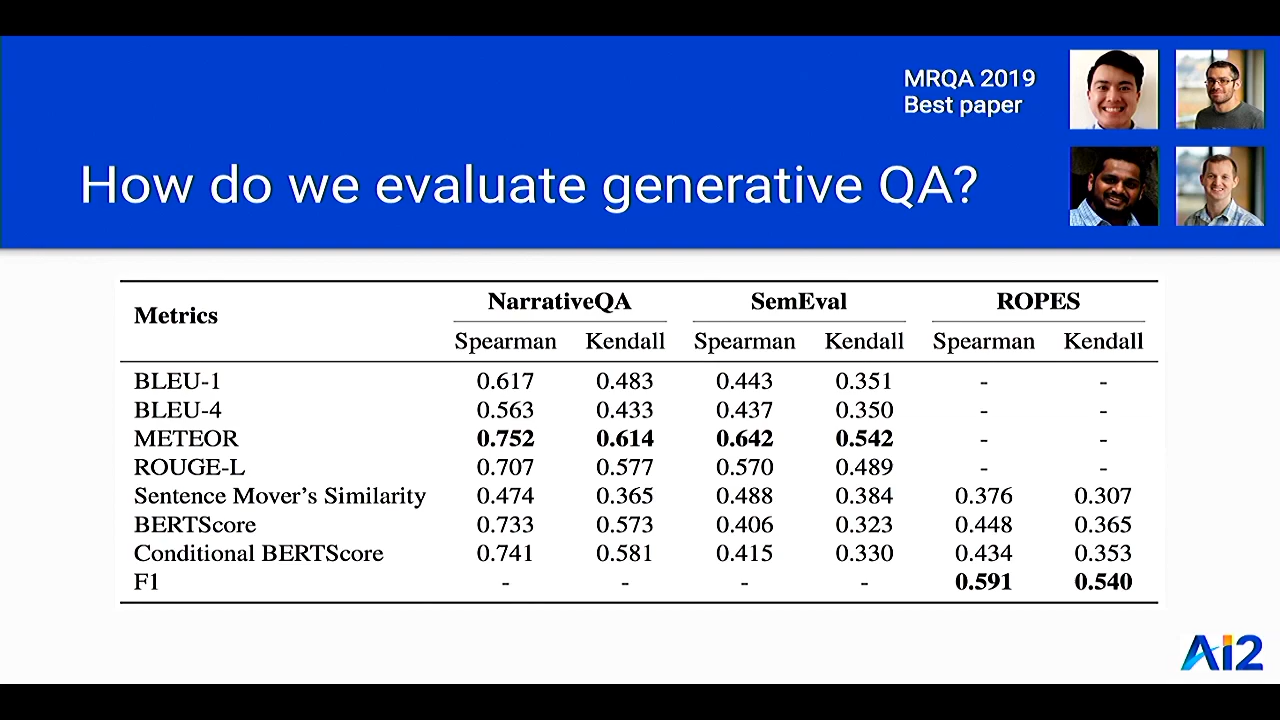 MRQA 2019
Best paper
How do we evaluate generative QA?
Metrics NarrativeQA SemEval ROPES
Spearman Kendall Spearman Kendall Spearman Kendall
BLEU-1 0.617 0.483 0.443 0.351 - -
BLEU-4 0.563 0.433 0.437 0.350 - -
METEOR 0.752 0.614 0.642 0.542 - -
ROUGE-L 0.707 0.577 0.570 0.489 - -
Sentence Mover's Similarity 0.474 0.365 0.488 0.384 0.376 0.307
BERTScore 0.733 0.573 0.406 0.323 0.448 0.365
Conditional BERTScore 0.741 0.581 0.415 0.330 0.434 0.353
F1 - - - - 0.591 0.540
Ai2